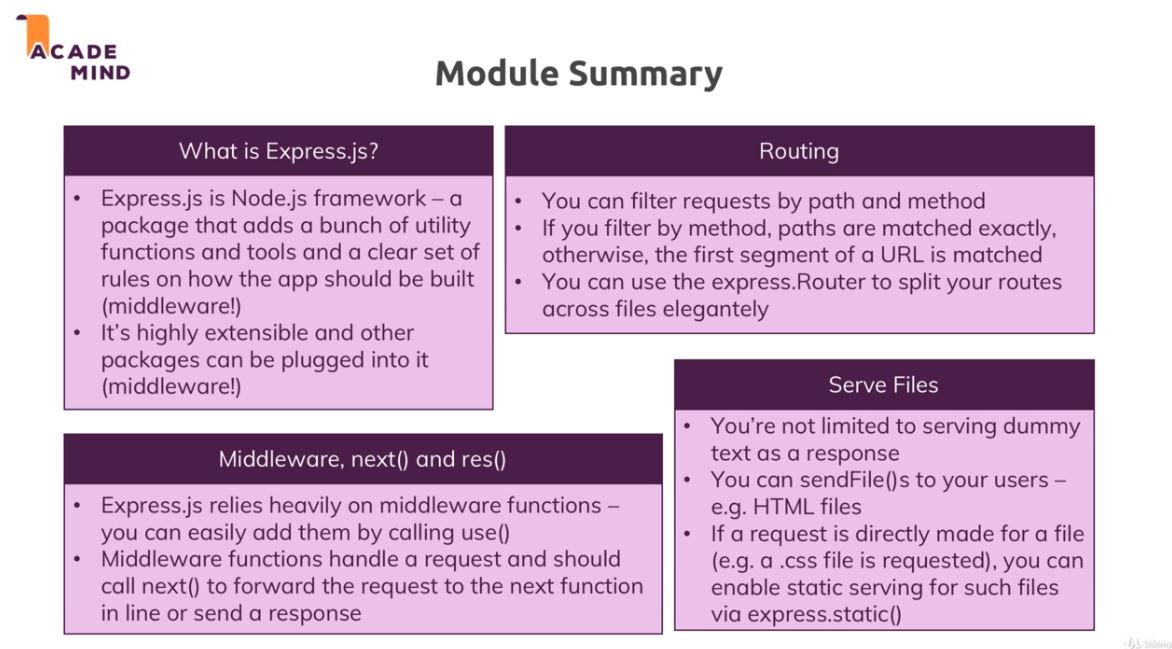 ACADE
MIND
Module Summary
What is Express.js?
• Express.js is Node.js framework – a
package that adds a bunch of utility
functions and tools and a clear set of
rules on how the app should be built
(middleware!)
• It's highly extensible and other
packages can be plugged into it
(middleware!)
Routing
• You can filter requests by path and method
• If you filter by method, paths are matched exactly,
otherwise, the first segment of a URL is matched
• You can use the express.Router to split your routes
across files elegantely
Middleware, next() and res()
• Express.js relies heavily on middleware functions –
you can easily add them by calling use()
• Middleware functions handle a request and should
call next() to forward the request to the next function
in line or send a response
Serve Files
• You're not limited to serving dummy
text as a response
• You can sendFile()s to your users –
e.g. HTML files
• If a request is directly made for a file
(e.g. a .css file is requested), you can
enable static serving for such files
via express.static()
Udemy